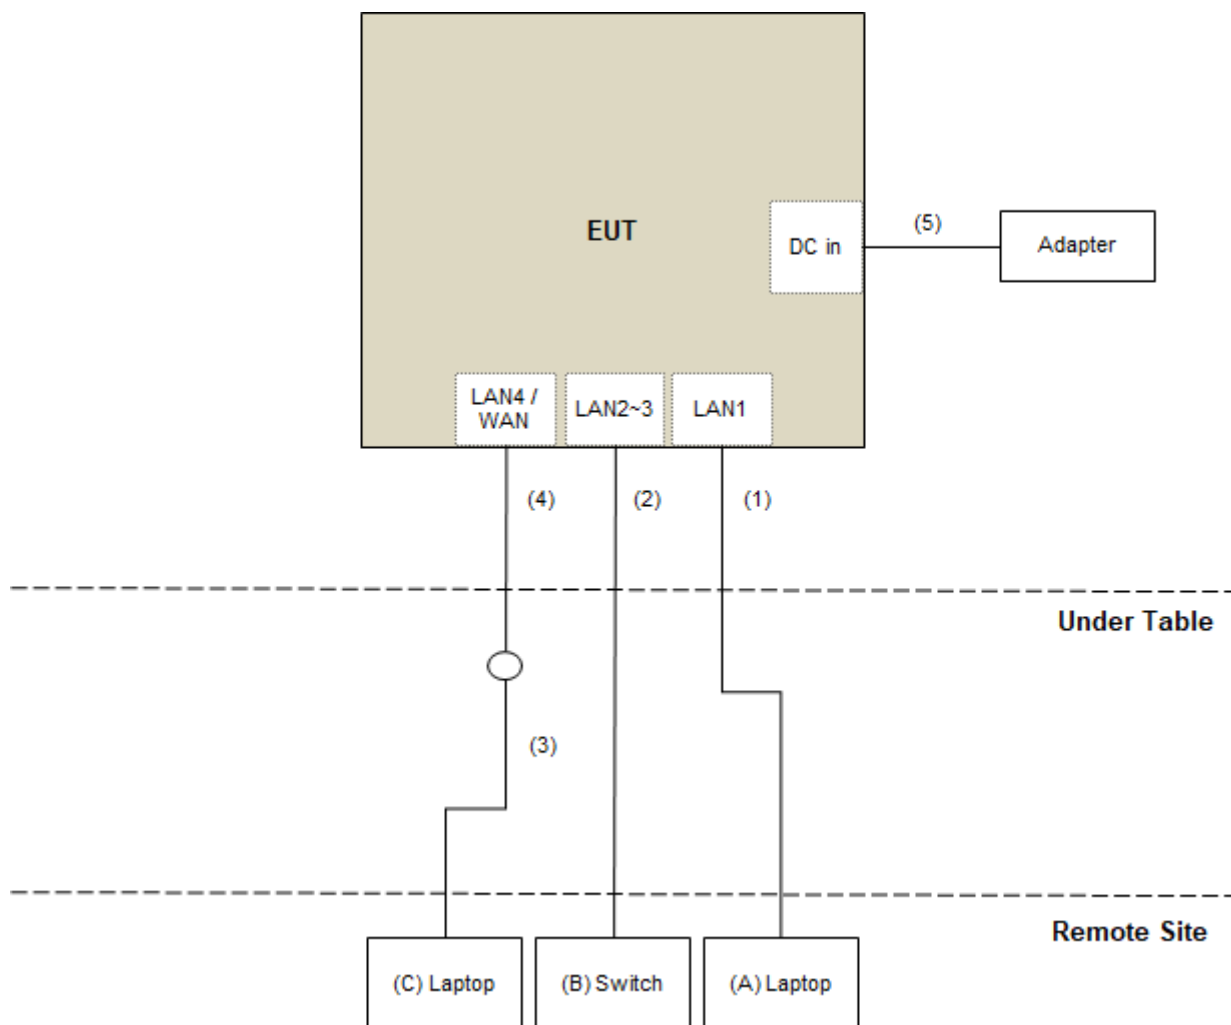 EUT
DC in
(5)
Adapter
LAN4 /
WAN
LAN2~3
LAN1
(4)
(2)
(1)
Under Table
(3)
Remote Site
(C) Laptop
(B) Switch
(A) Laptop